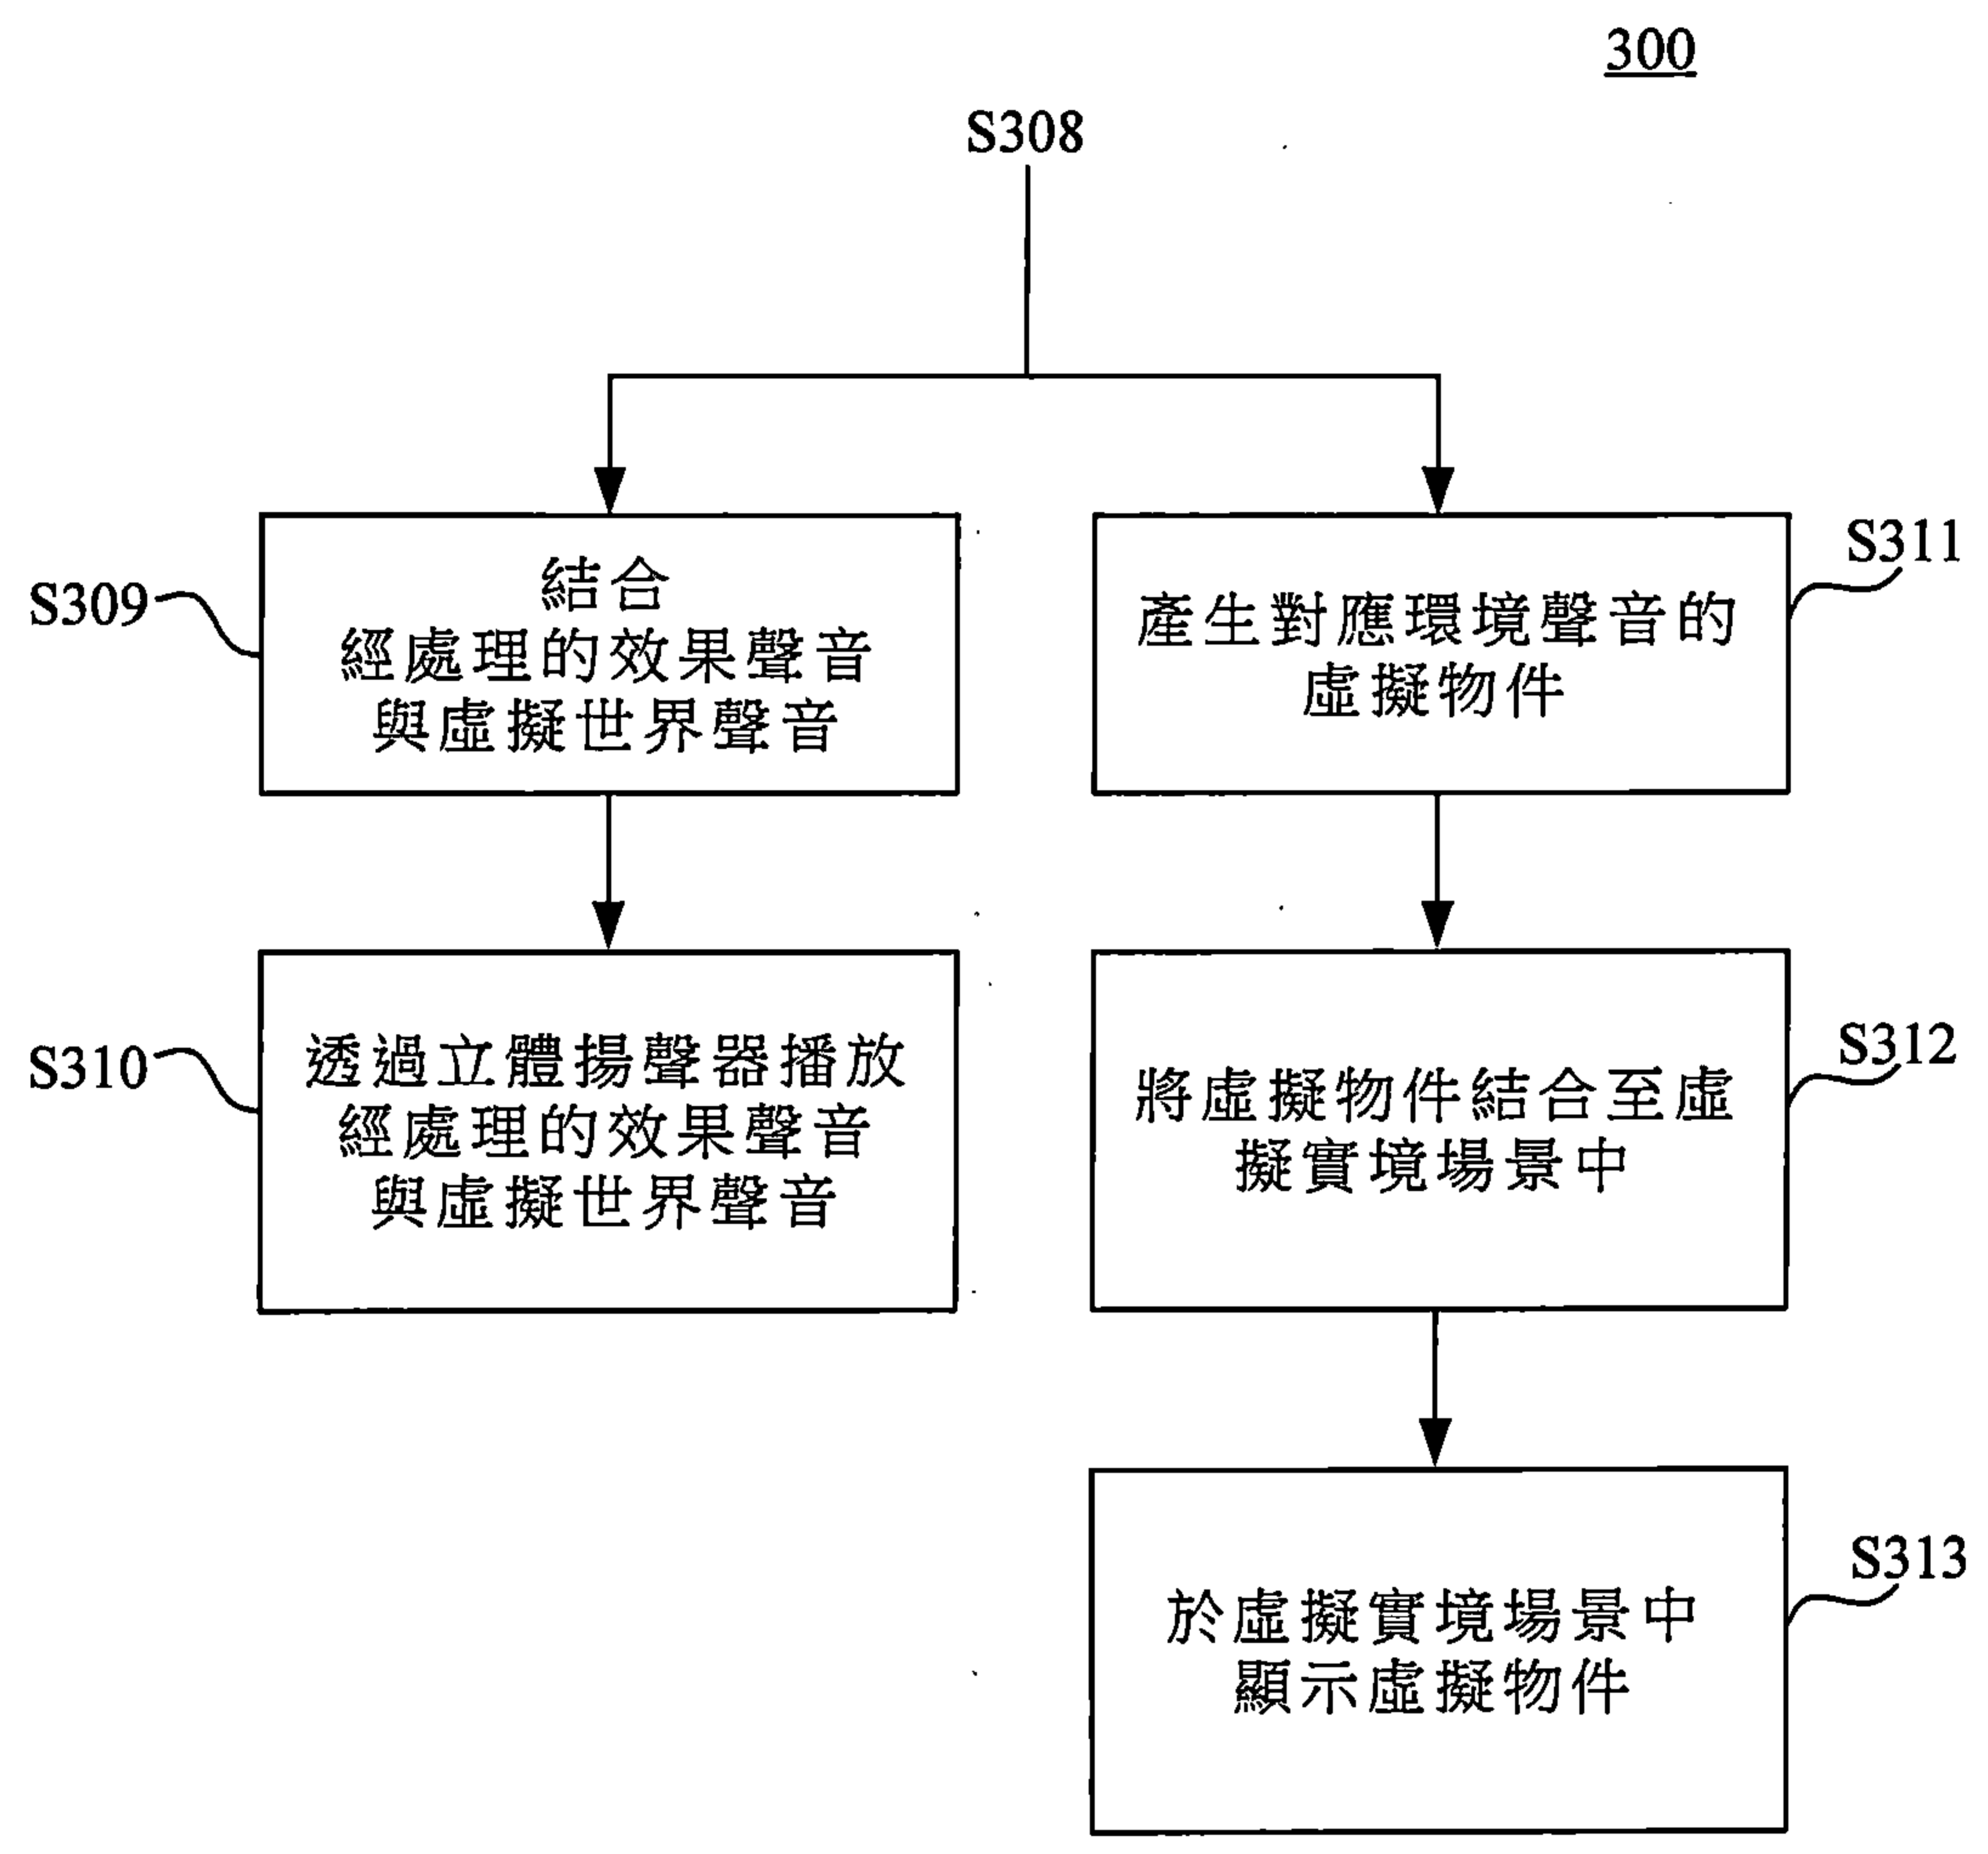 300
S308
S309
結合
經處理的效果聲音
與虛擬世界聲音
S311
產生對應環境聲音的
虛擬物件
S310
透過立體揚聲器播放
經處理的效果聲音
與虛擬世界聲音
S312
將虛擬物件結合至虛
擬實境場景中
S313
於虛擬實境場景中
顯示虛擬物件